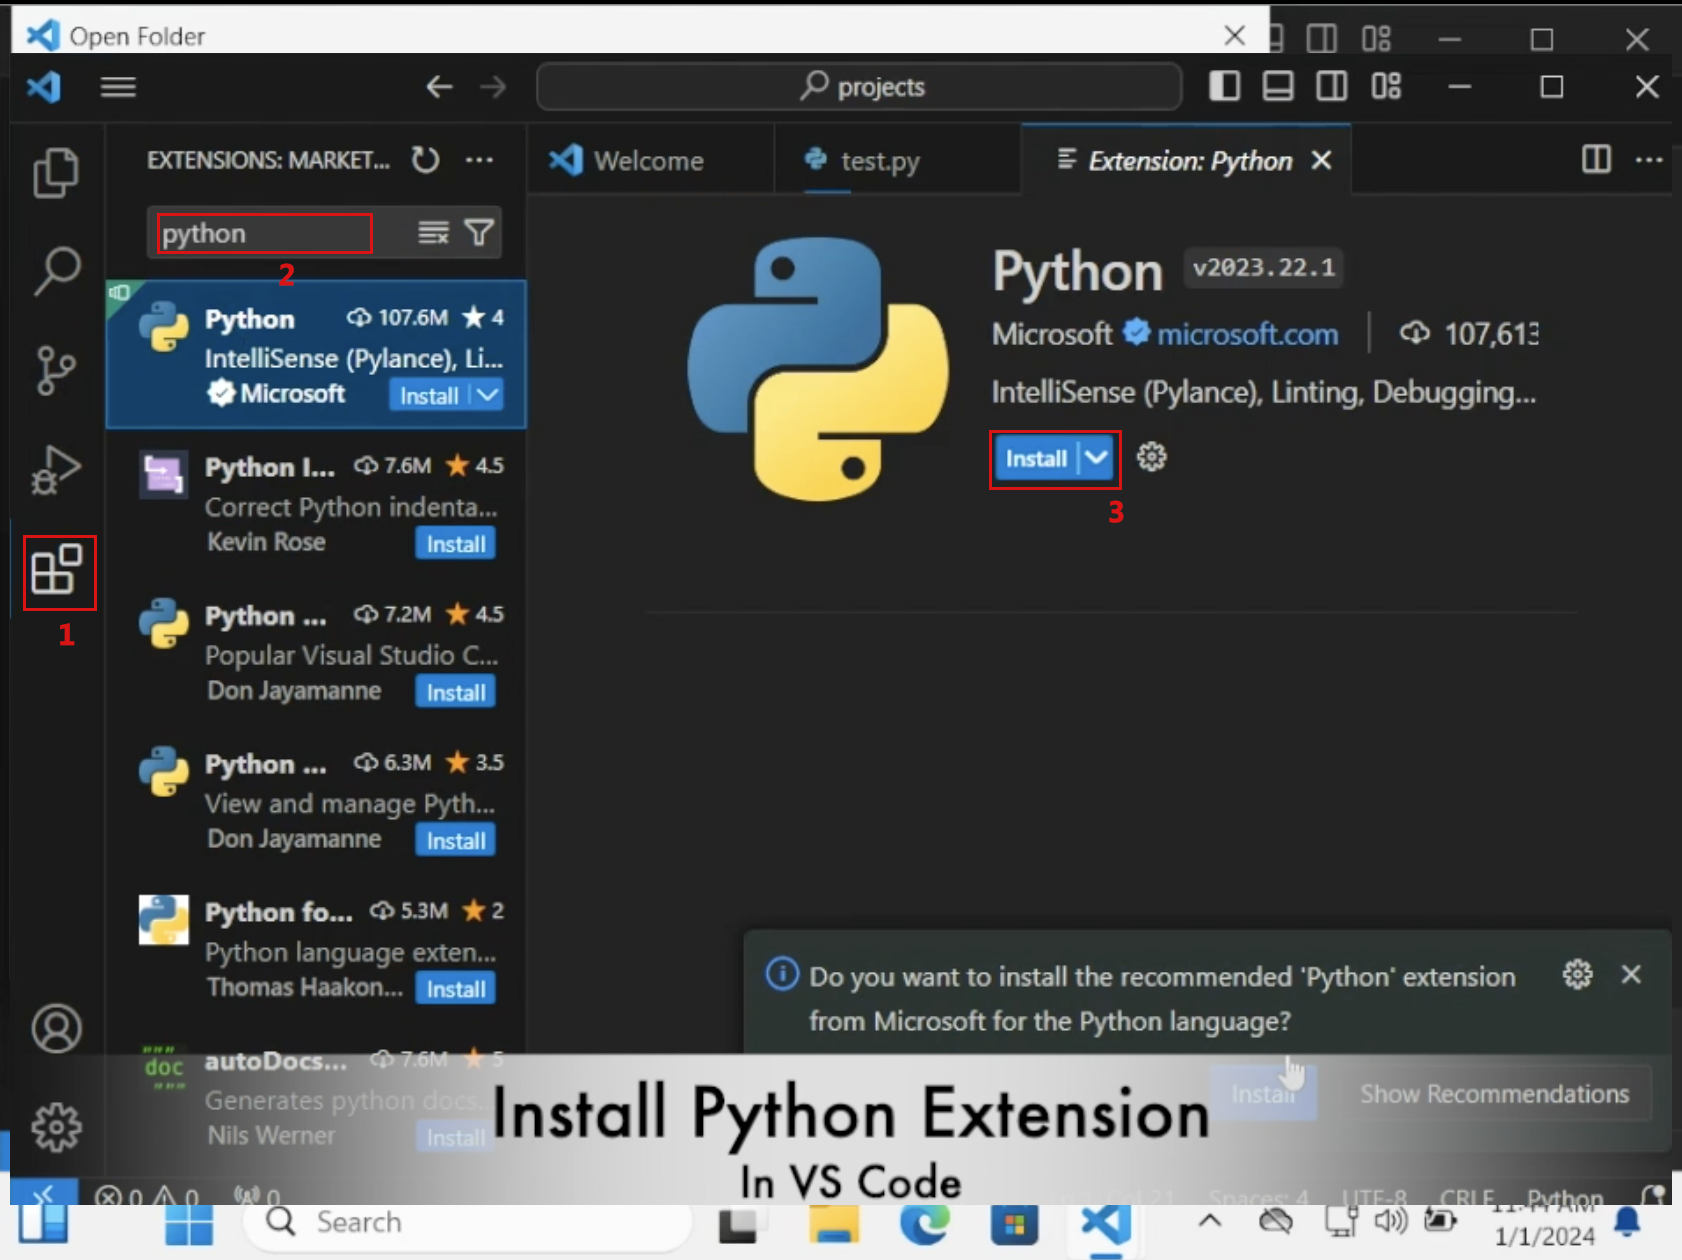 Open Folder
projects
EXTENSIONS: MARKET...
Welcome
test.py
Extension: Python
python
2
Python 107.6M 4
IntelliSense (Pylance), Li...
Microsoft Install
Python I... 7.6M 4.5
Correct Python indenta...
Kevin Rose Install
Python ... 7.2M 4.5
Popular Visual Studio C...
Don Jayamanne Install
Python ... 6.3M 3.5
View and manage Pyth...
Don Jayamanne Install
Python fo... 5.3M 2
Python language exten...
Thomas Haakon... Install
autoDocs... 7.6M 5
Generates python docs...
Nils Werner Install
1
Python v2023.22.1
Microsoft microsoft.com 107,613
IntelliSense (Pylance), Linting, Debugging...
Install
3
Do you want to install the recommended 'Python' extension
from Microsoft for the Python language?
Install Show Recommendations
Install Python Extension
In VS Code
0 0 0
Col 21 Spaces: 4 UTF-8 CRLF Python
Search
AM
1/1/2024